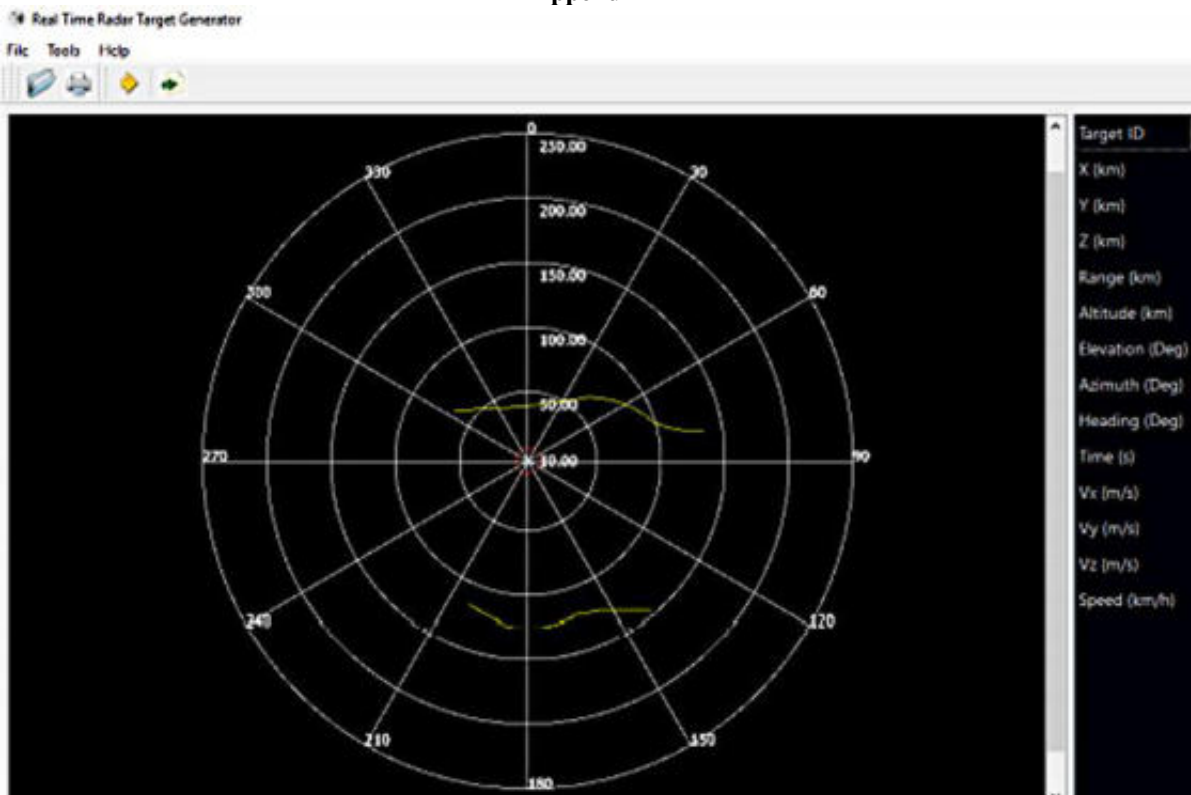 Real Time Radar Target Generator
File Tools Help
0
250.00
330
30
200.00
150.00
300
60
100.00
50.00
270
10.00
90
240
120
210
150
180
Target ID
X (km)
Y (km)
Z (km)
Range (km)
Altitude (km)
Elevation (Deg)
Azimuth (Deg)
Heading (Deg)
Time (s)
Vx (m/s)
Vy (m/s)
Vz (m/s)
Speed (km/h)